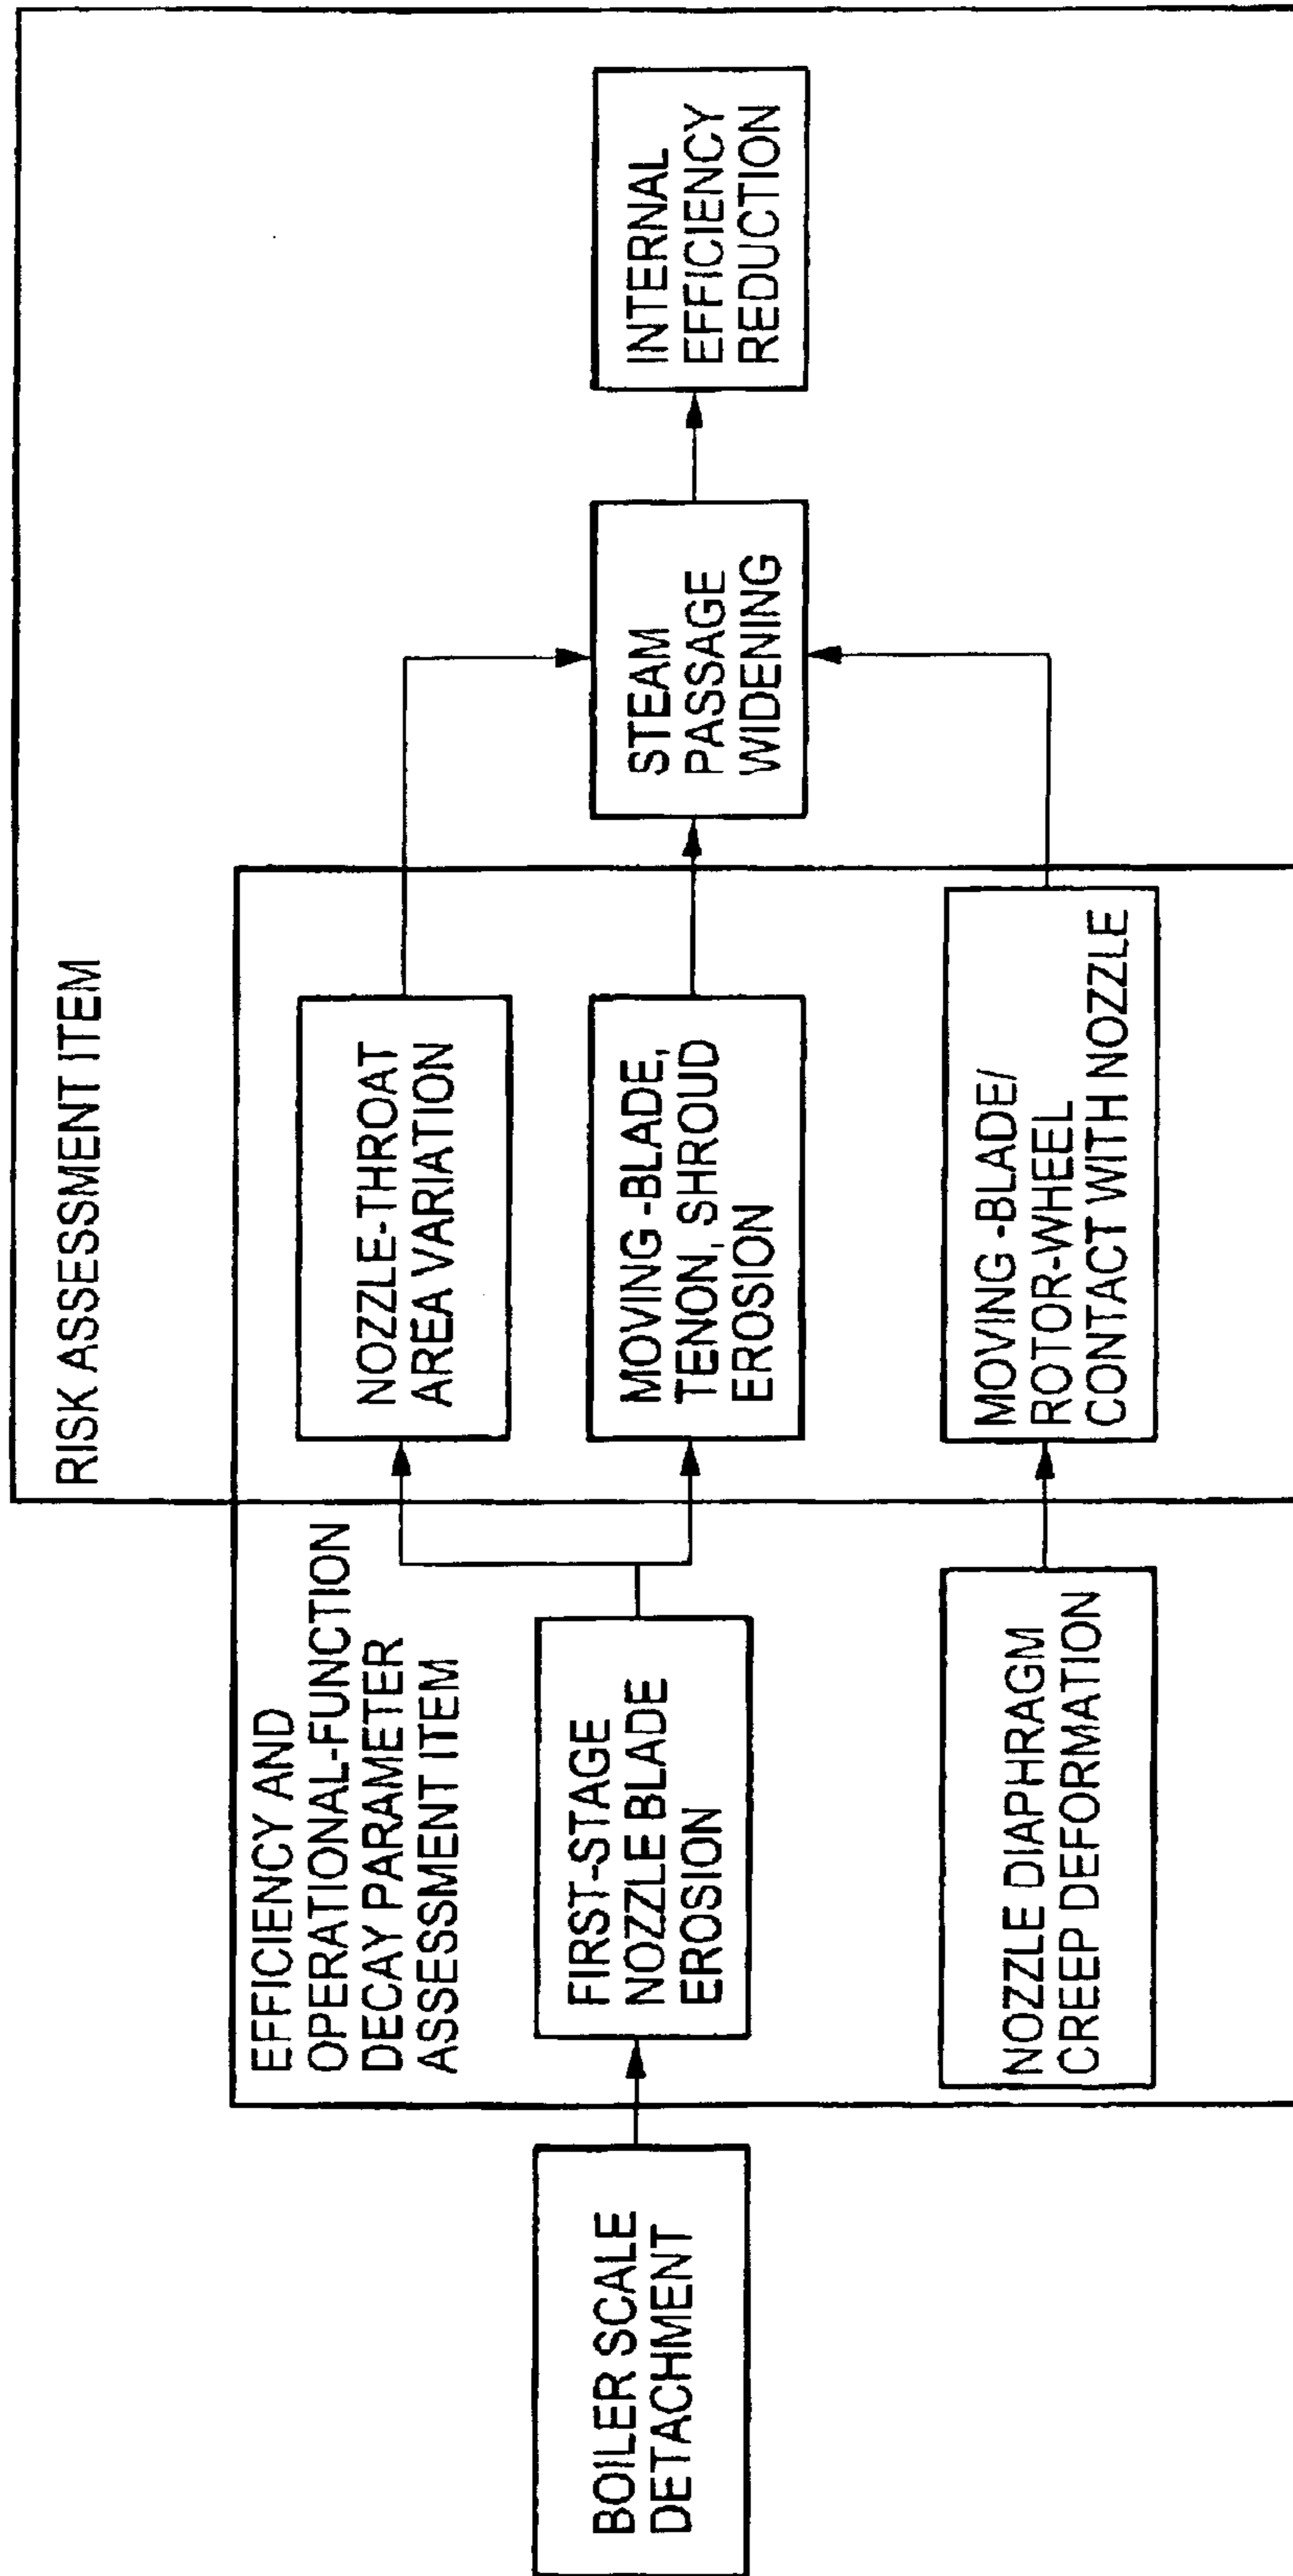 RISK ASSESSMENT ITEM
EFFICIENCY AND
OPERATIONAL-FUNCTION
DECAY PARAMETER
ASSESSMENT ITEM
BOILER SCALE
DETACHMENT
FIRST-STAGE
NOZZLE BLADE
EROSION
NOZZLE DIAPHRAGM
CREEP DEFORMATION
NOZZLE-THROAT
AREA VARIATION
MOVING -BLADE,
TENON, SHROUD
EROSION
MOVING -BLADE/
ROTOR-WHEEL
CONTACT WITH NOZZLE
STEAM
PASSAGE
WIDENING
INTERNAL
EFFICIENCY
REDUCTION